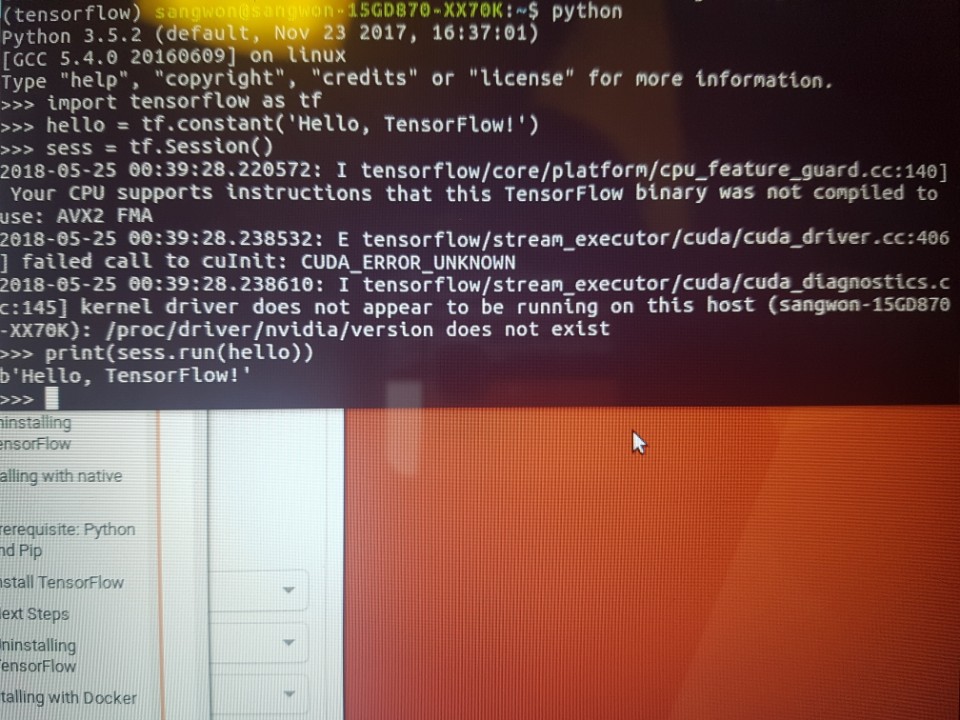 (tensorflow) sangwon@sangwon-15GD870-XX70K:~$ python
Python 3.5.2 (default, Nov 23 2017, 16:37:01)
[GCC 5.4.0 20160609] on linux
Type "help", "copyright", "credits" or "license" for more information.
>>> import tensorflow as tf
>>> hello = tf.constant('Hello, TensorFlow!')
>>> sess = tf.Session()
2018-05-25 00:39:28.220572: I tensorflow/core/platform/cpu_feature_guard.cc:140]
Your CPU supports instructions that this TensorFlow binary was not compiled to
use: AVX2 FMA
2018-05-25 00:39:28.238532: E tensorflow/stream_executor/cuda/cuda_driver.cc:406
] failed call to cuInit: CUDA_ERROR_UNKNOWN
2018-05-25 00:39:28.238610: I tensorflow/stream_executor/cuda/cuda_diagnostics.c
c:145] kernel driver does not appear to be running on this host (sangwon-15GD870
-XX70K): /proc/driver/nvidia/version does not exist
>>> print(sess.run(hello))
b'Hello, TensorFlow!'
>>>
ninstalling
ensorFlow
alling with native
rerequisite: Python
nd Pip
nstall TensorFlow
ext Steps
ninstalling
ensorFlow
talling with Docker